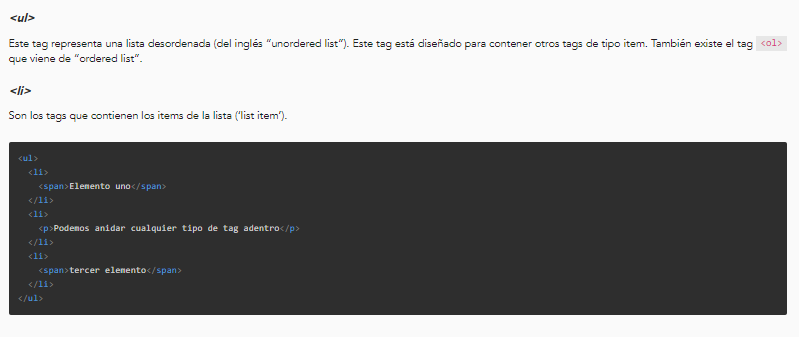 <ul>
Este tag representa una lista desordenada (del inglés “unordered list”). Este tag está diseñado para contener otros tags de tipo item. También existe el tag <ol>
que viene de “ordered list”.
<li>
Son los tags que contienen los items de la lista (‘list item’).
<ul>
<li>
<span>Elemento uno</span>
</li>
<li>
<p>Podemos anidar cualquier tipo de tag adentro</p>
</li>
<li>
<span>tercer elemento</span>
</li>
</ul>